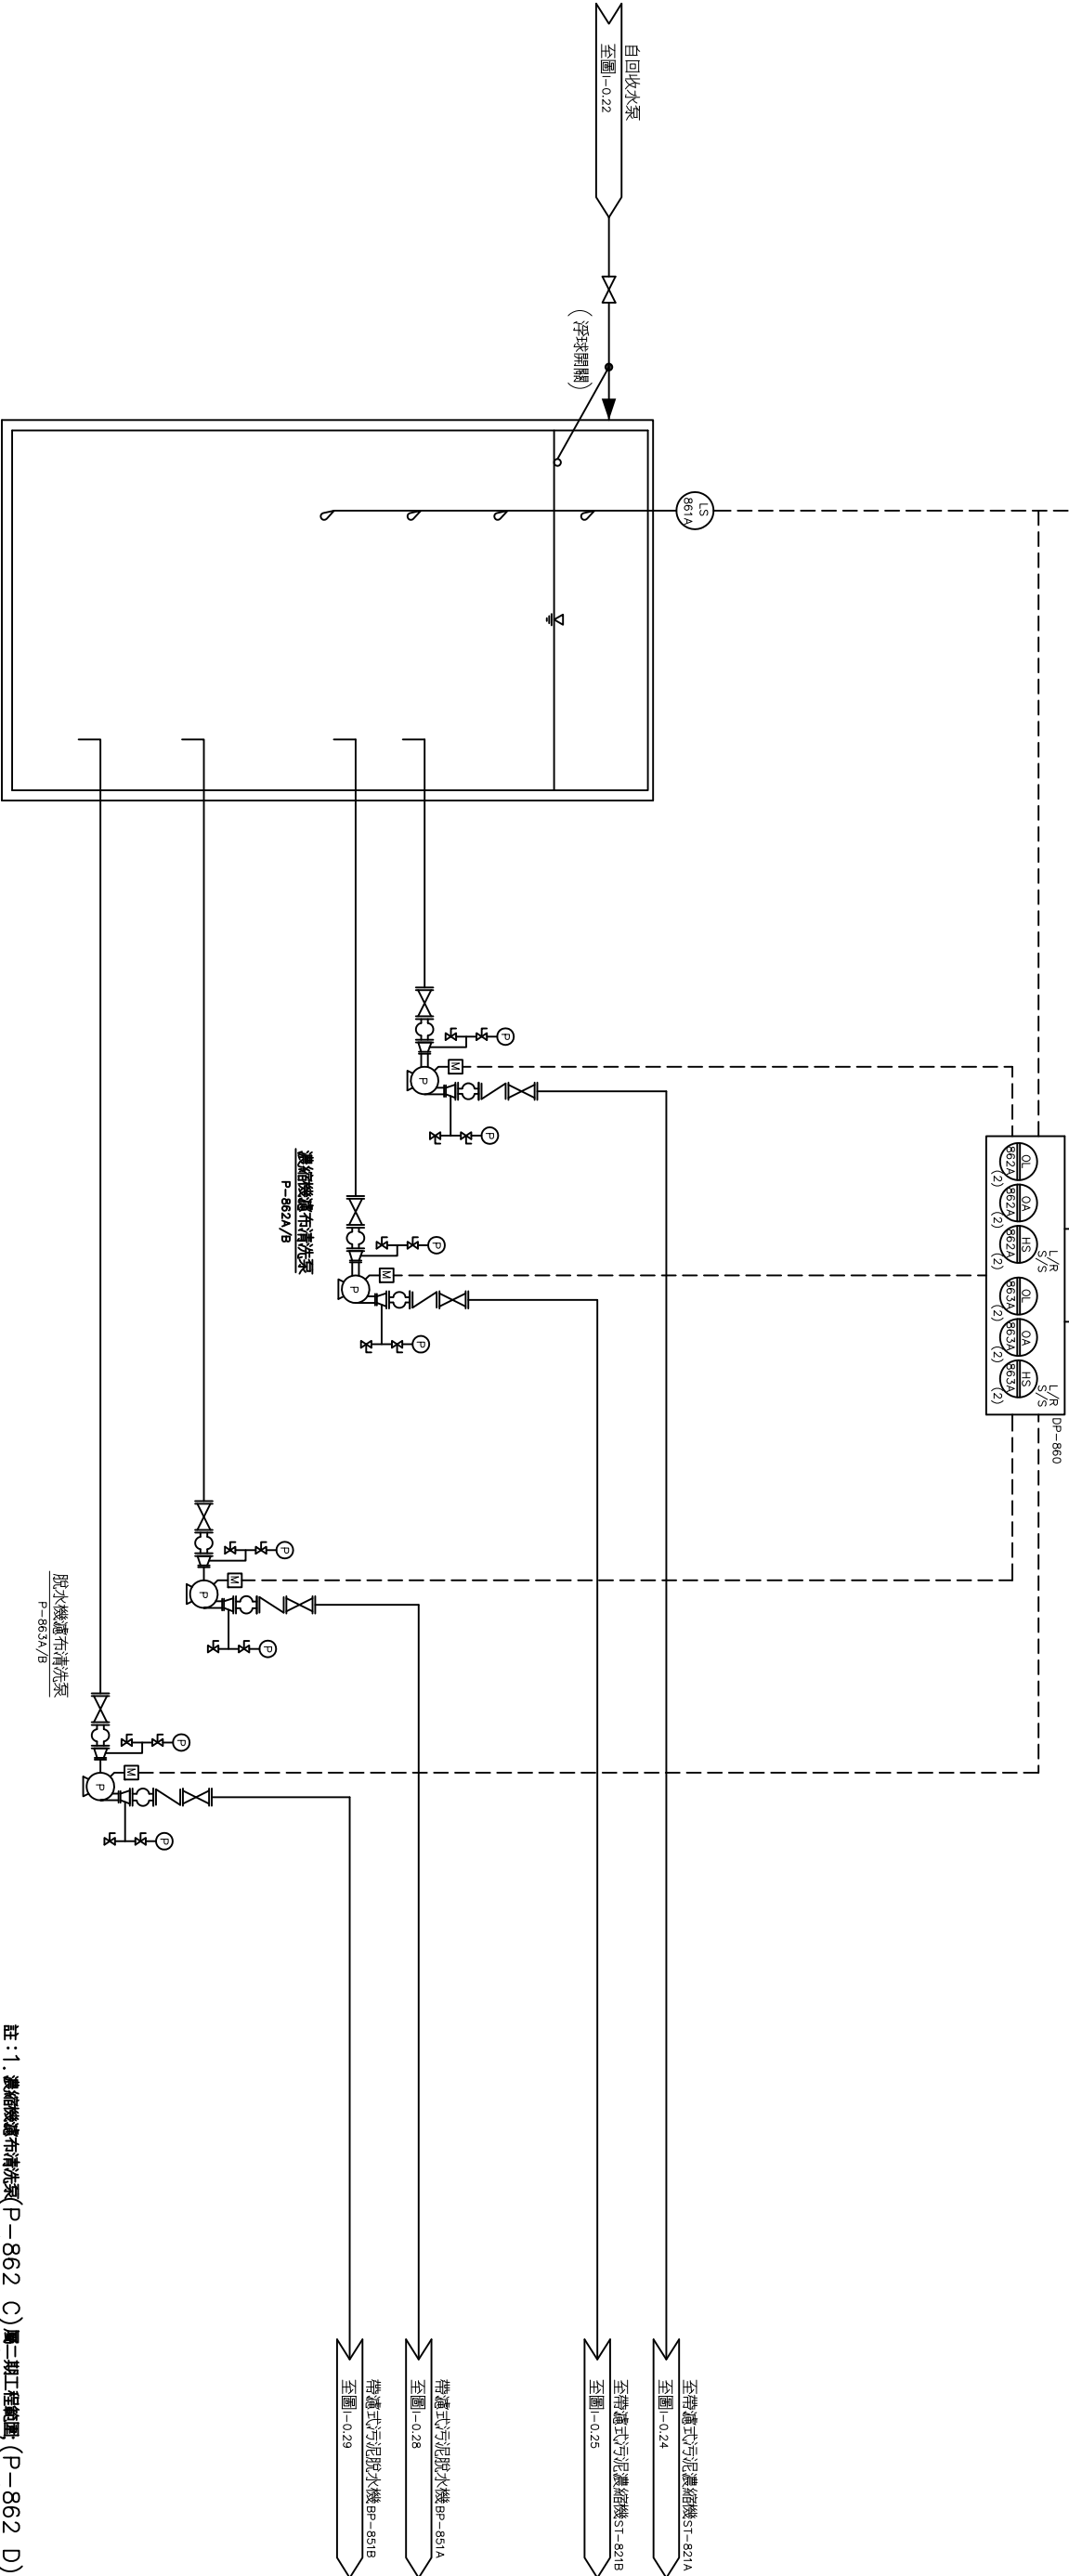 自回收水泵
至圖I-0.22
(浮球開關)
LS
861A
OL
862A
(2)
OA
862A
(2)
HS
862A
(2)
L/R
S/S
OL
863A
(2)
OA
863A
(2)
HS
863A
(2)
L/R
S/S
DP-860
P
M
P
P
濃縮機濾布清洗泵
P-862A/B
P
M
P
P
P
M
P
P
脫水機濾布清洗泵
P-863A/B
P
M
P
P
至帶濾式污泥濃縮機ST-821A
至圖I-0.24
至帶濾式污泥濃縮機ST-821B
至圖I-0.25
帶濾式污泥脫水機BP-851A
至圖I-0.28
帶濾式污泥脫水機BP-851B
至圖I-0.29
註:1.濃縮機濾布清洗泵(P-862 C)屬二期工程範圍,(P-862 D)